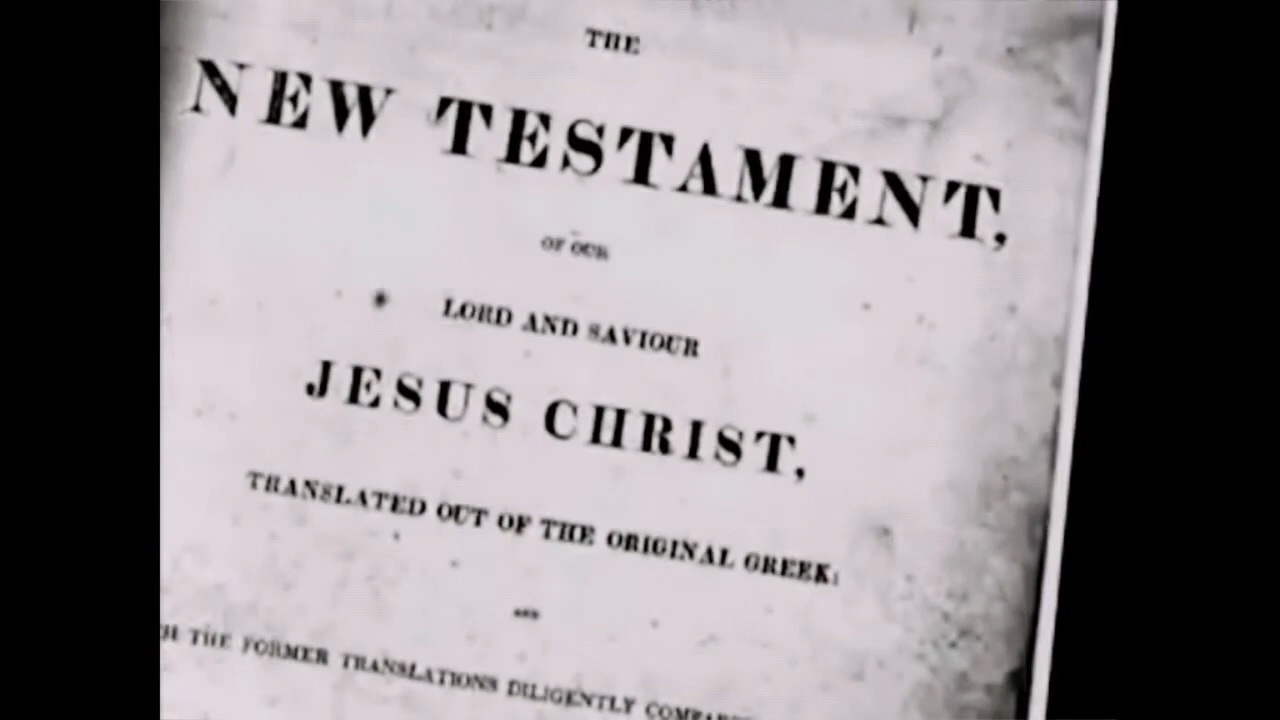 THE
NEW TESTAMENT,
OF OUR
LORD AND SAVIOUR
JESUS CHRIST,
TRANSLATED OUT OF THE ORIGINAL GREEK:
AND
THE FORMER TRANSLATIONS DILIGENTLY